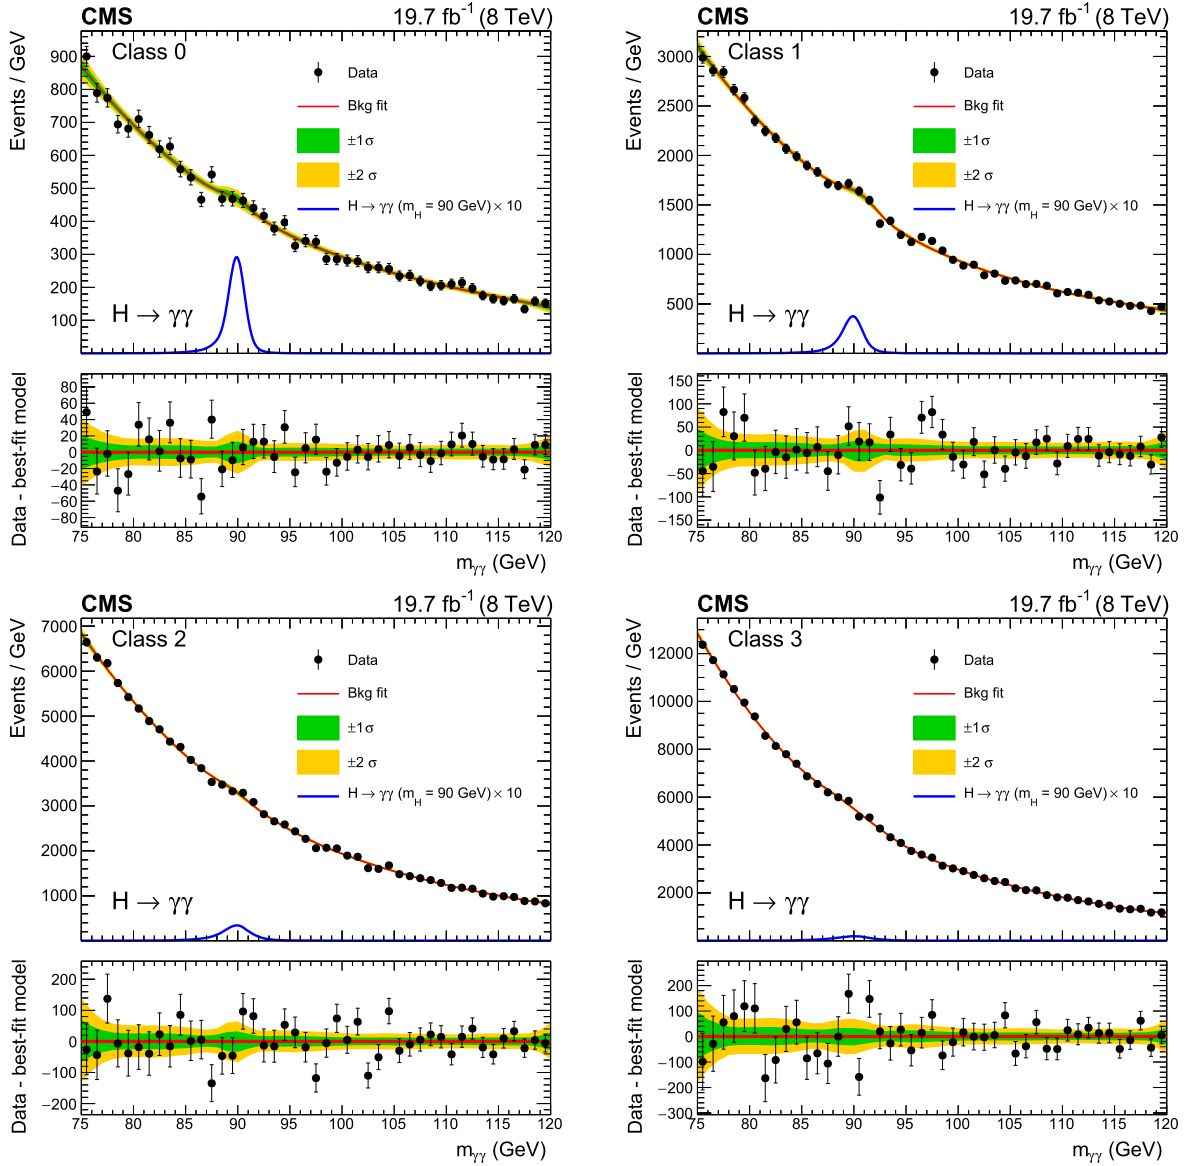 CMS 19.7 fb⁻¹ (8 TeV)
Events / GeV
Class 0
900
800
700
600
500
400
300
200
100
Data
Bkg fit
±1σ
±2 σ
H → γγ (m_H = 90 GeV) × 10
H → γγ
Data - best-fit model
80
60
40
20
0
−20
−40
−60
−80
75 80 85 90 95 100 105 110 115 120
m_γγ (GeV)
CMS 19.7 fb⁻¹ (8 TeV)
Events / GeV
Class 1
3000
2500
2000
1500
1000
500
Data
Bkg fit
±1σ
±2 σ
H → γγ (m_H = 90 GeV) × 10
H → γγ
Data - best-fit model
150
100
50
0
−50
−100
−150
75 80 85 90 95 100 105 110 115 120
m_γγ (GeV)
CMS 19.7 fb⁻¹ (8 TeV)
Events / GeV
Class 2
7000
6000
5000
4000
3000
2000
1000
Data
Bkg fit
±1σ
±2 σ
H → γγ (m_H = 90 GeV) × 10
H → γγ
Data - best-fit model
200
100
0
−100
−200
75 80 85 90 95 100 105 110 115 120
m_γγ (GeV)
CMS 19.7 fb⁻¹ (8 TeV)
Events / GeV
Class 3
12000
10000
8000
6000
4000
2000
Data
Bkg fit
±1σ
±2 σ
H → γγ (m_H = 90 GeV) × 10
H → γγ
Data - best-fit model
200
100
0
−100
−200
−300
75 80 85 90 95 100 105 110 115 120
m_γγ (GeV)